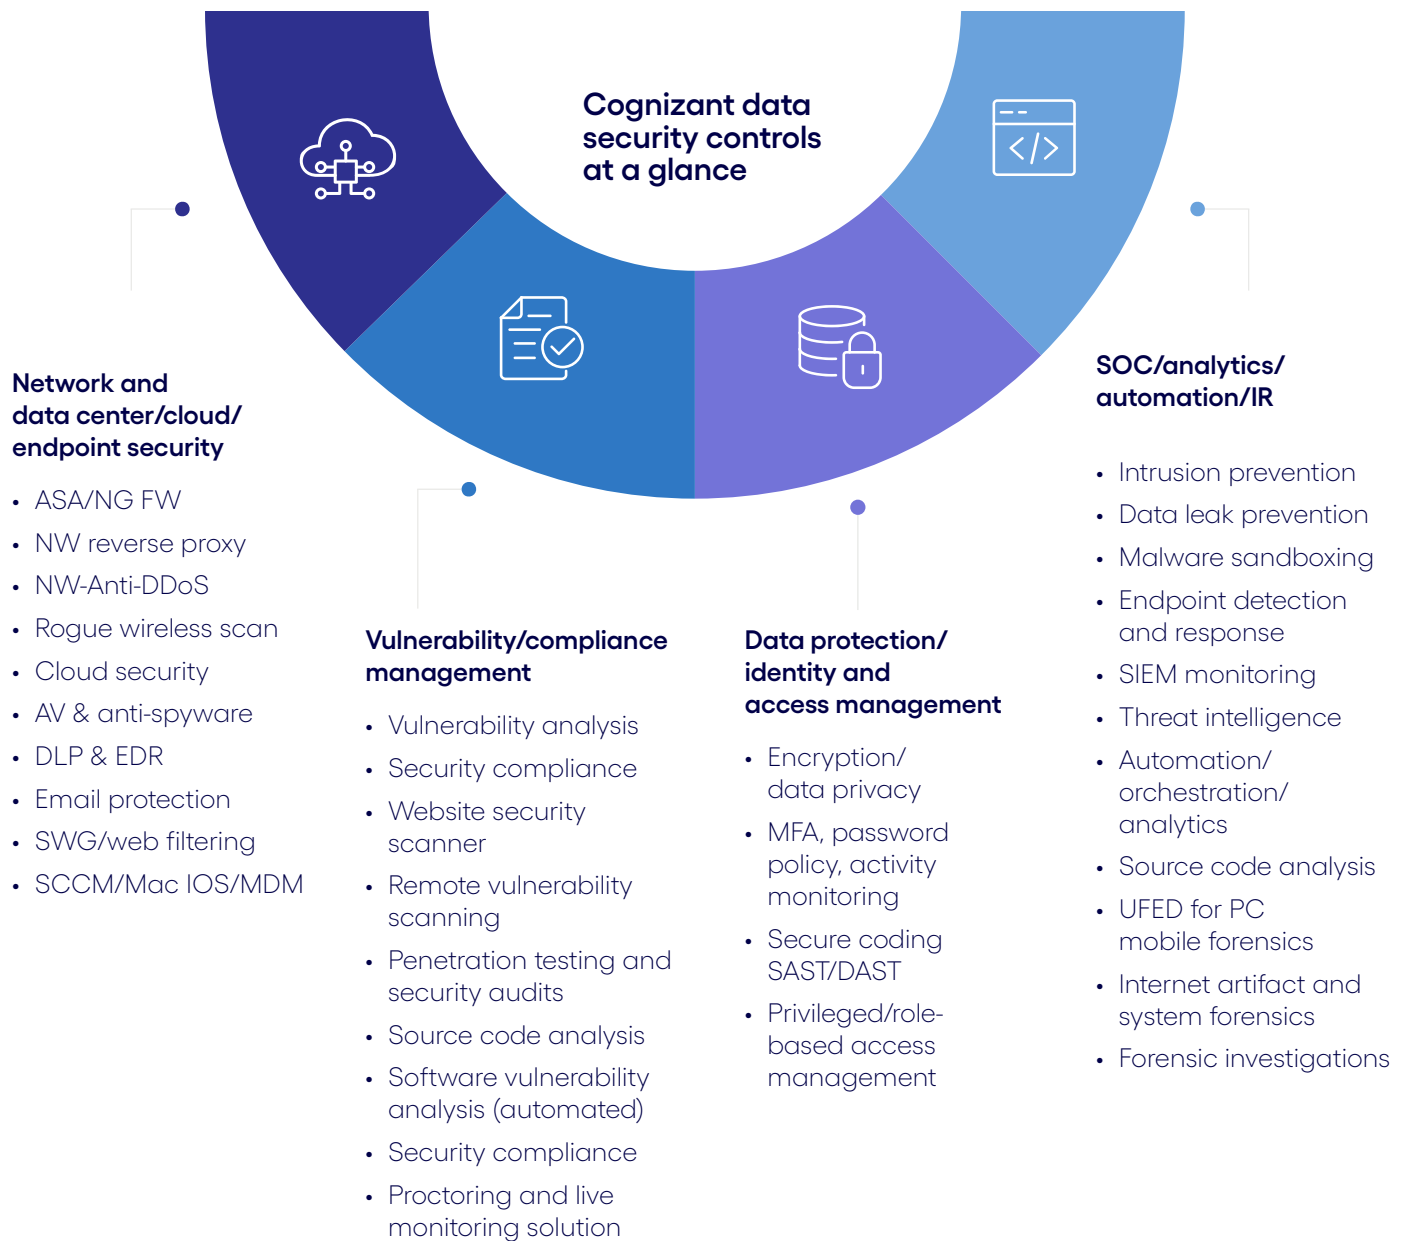 Cognizant data
security controls
at a glance
Network and
data center/cloud/
endpoint security
• ASA/NG FW
• NW reverse proxy
• NW-Anti-DDoS
• Rogue wireless scan
• Cloud security
• AV & anti-spyware
• DLP & EDR
• Email protection
• SWG/web filtering
• SCCM/Mac IOS/MDM
Vulnerability/compliance
management
• Vulnerability analysis
• Security compliance
• Website security
scanner
• Remote vulnerability
scanning
• Penetration testing and
security audits
• Source code analysis
• Software vulnerability
analysis (automated)
• Security compliance
• Proctoring and live
monitoring solution
Data protection/
identity and
access management
• Encryption/
data privacy
• MFA, password
policy, activity
monitoring
• Secure coding
SAST/DAST
• Privileged/role-
based access
management
SOC/analytics/
automation/IR
• Intrusion prevention
• Data leak prevention
• Malware sandboxing
• Endpoint detection
and response
• SIEM monitoring
• Threat intelligence
• Automation/
orchestration/
analytics
• Source code analysis
• UFED for PC
mobile forensics
• Internet artifact and
system forensics
• Forensic investigations